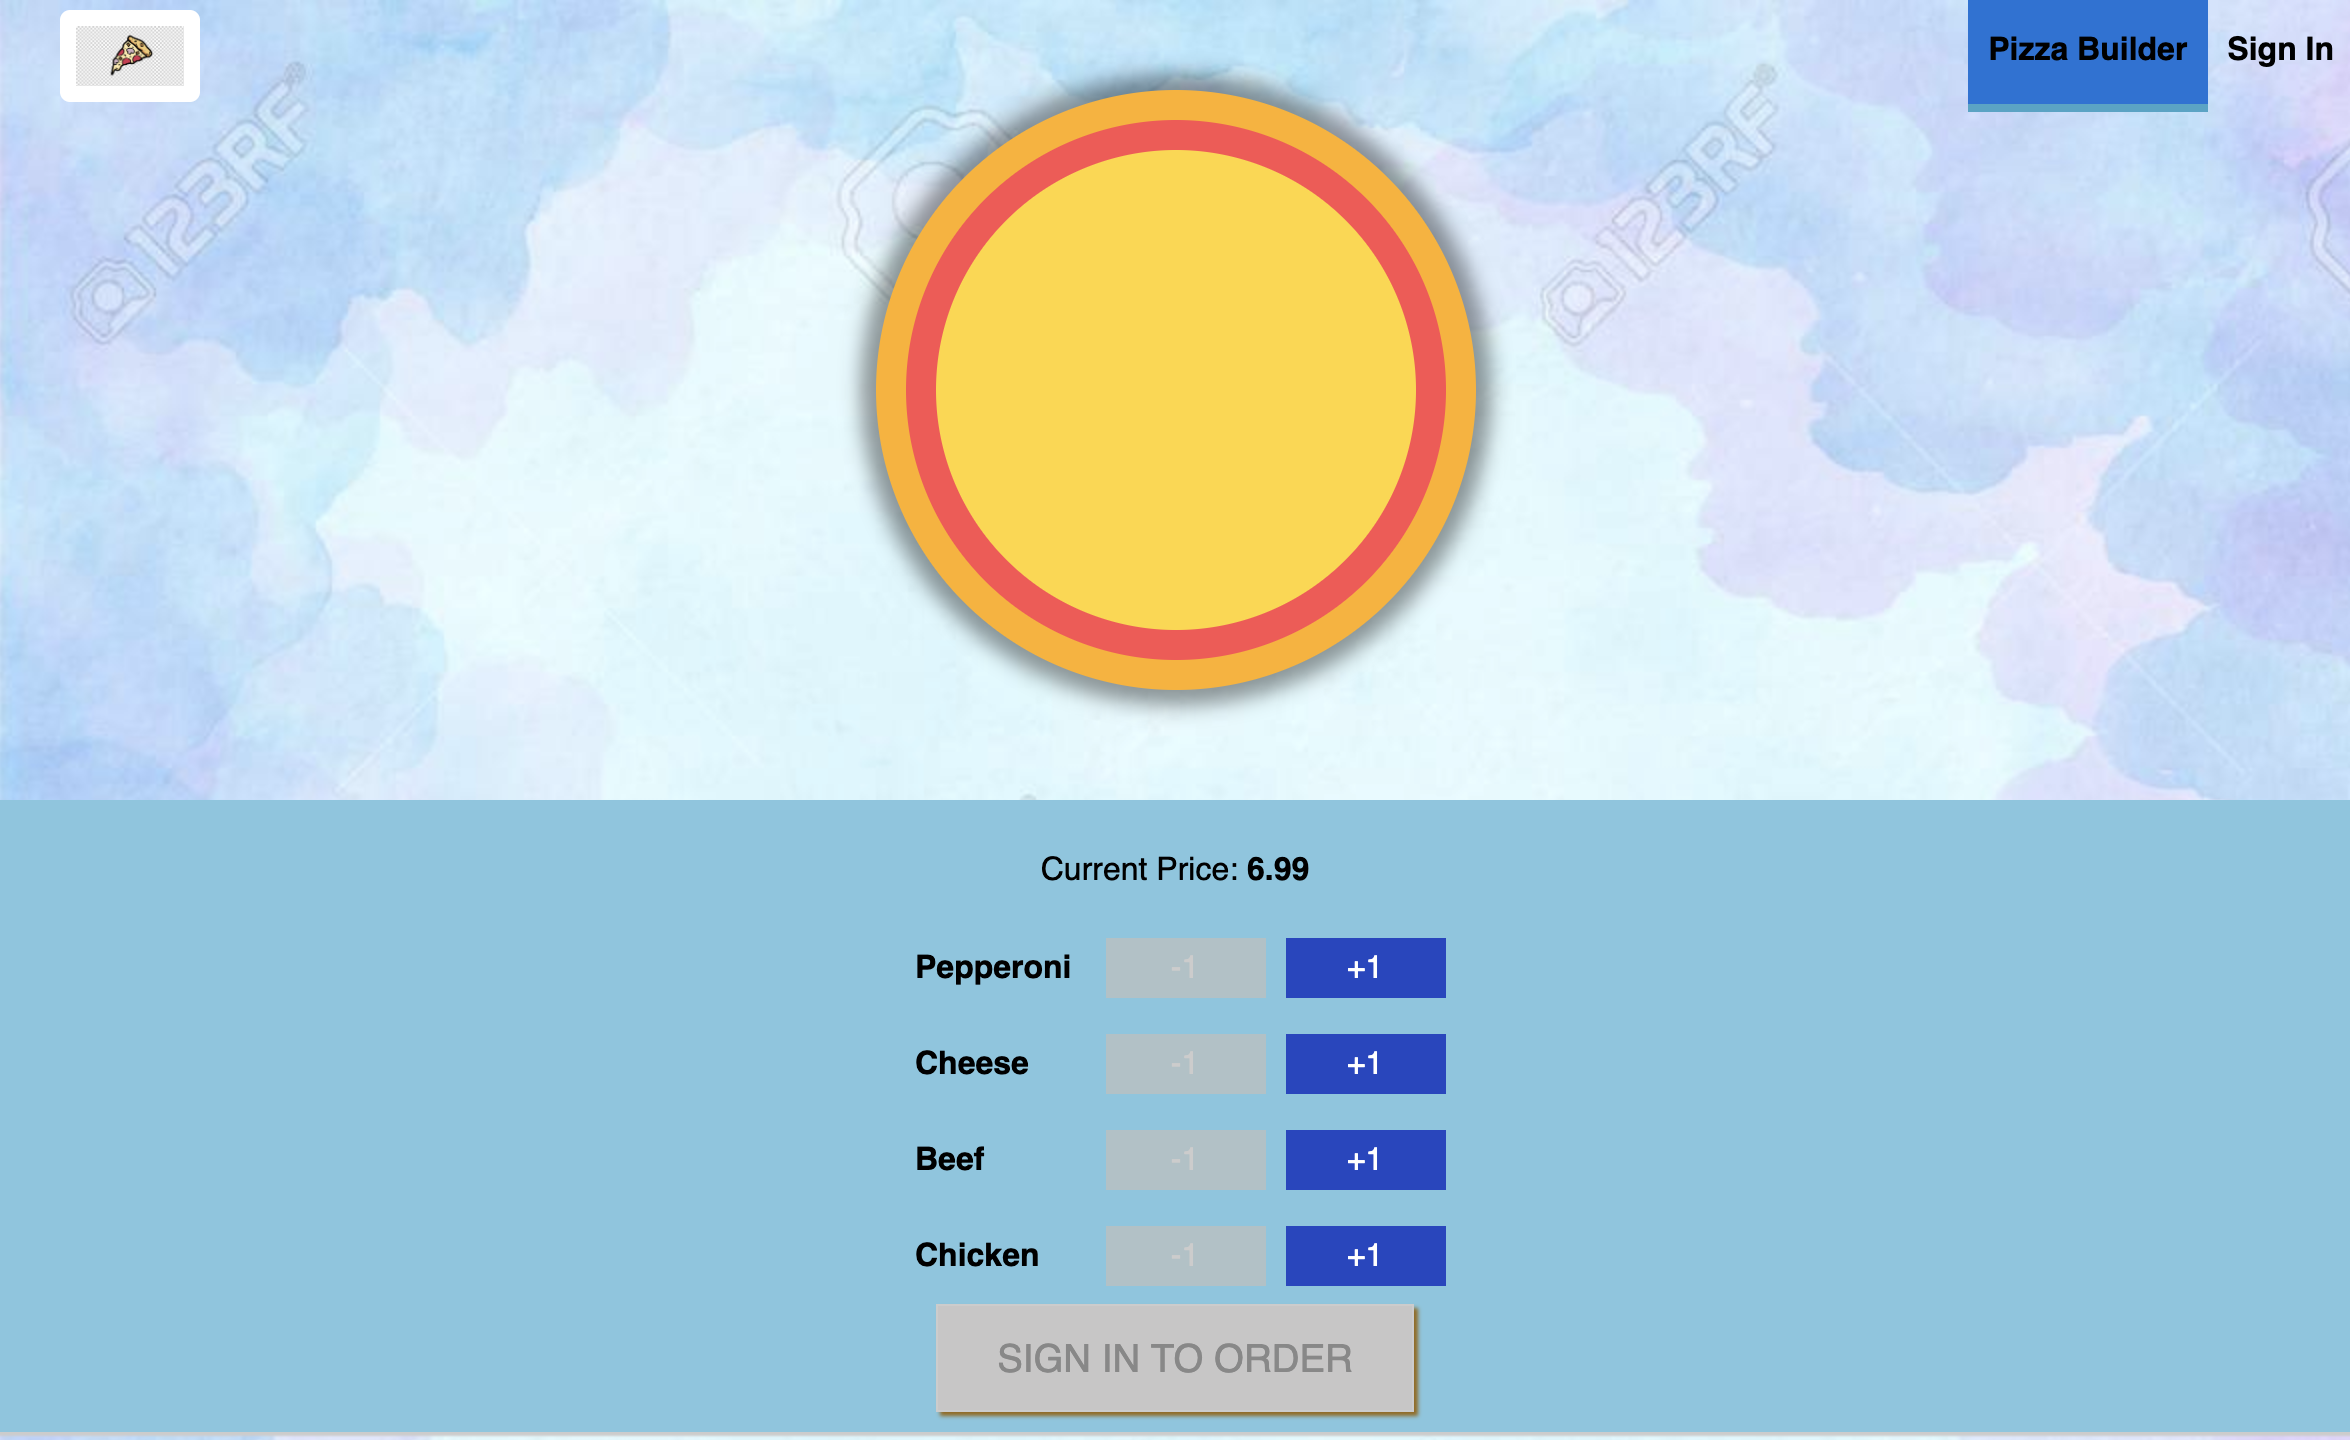 Pizza Builder Sign In
123RF®
123RF®
Current Price: 6.99
Pepperoni -1 +1
Cheese -1 +1
Beef -1 +1
Chicken -1 +1
SIGN IN TO ORDER